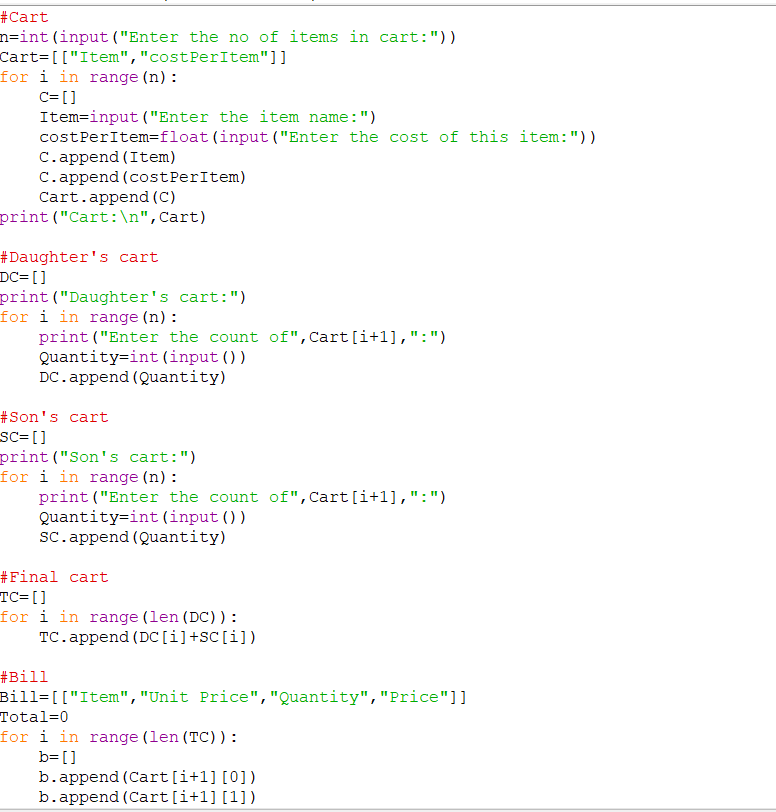 #Cart
n=int(input("Enter the no of items in cart:"))
Cart=[["Item","costPerItem"]]
for i in range(n):
    C=[]
    Item=input("Enter the item name:")
    costPerItem=float(input("Enter the cost of this item:"))
    C.append(Item)
    C.append(costPerItem)
    Cart.append(C)
print("Cart:\n",Cart)

#Daughter's cart
DC=[]
print("Daughter's cart:")
for i in range(n):
    print("Enter the count of",Cart[i+1],":")
    Quantity=int(input())
    DC.append(Quantity)

#Son's cart
SC=[]
print("Son's cart:")
for i in range(n):
    print("Enter the count of",Cart[i+1],":")
    Quantity=int(input())
    SC.append(Quantity)

#Final cart
TC=[]
for i in range(len(DC)):
    TC.append(DC[i]+SC[i])

#Bill
Bill=[["Item","Unit Price","Quantity","Price"]]
Total=0
for i in range(len(TC)):
    b=[]
    b.append(Cart[i+1][0])
    b.append(Cart[i+1][1])